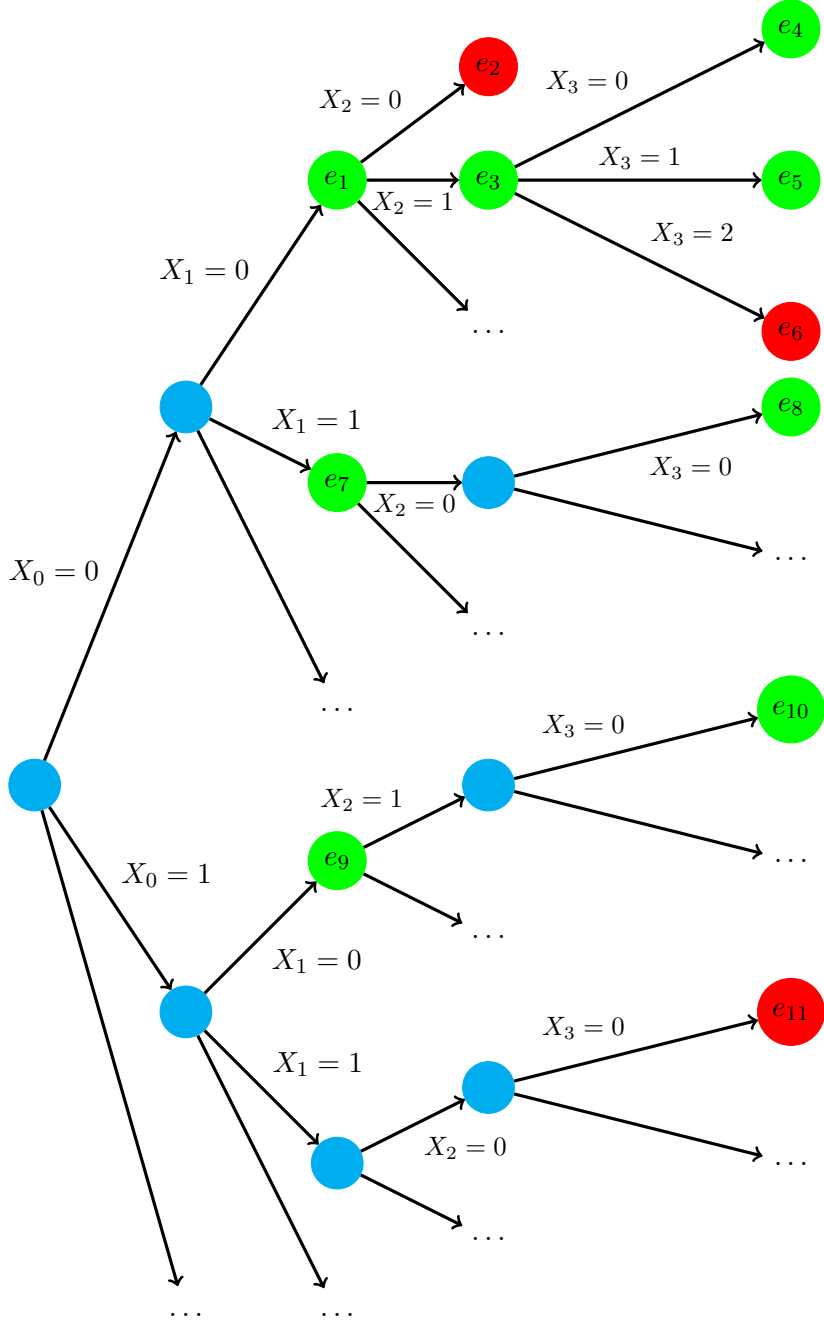 e₄
e₂
X₃ = 0
X₂ = 0
X₃ = 1
e₁
e₃
e₅
X₂ = 1
X₃ = 2
X₁ = 0
. . .
e₆
e₈
X₁ = 1
X₃ = 0
e₇
X₂ = 0
. . .
X₀ = 0
. . .
. . .
e₁₀
X₃ = 0
X₂ = 1
e₉
. . .
X₀ = 1
. . .
X₁ = 0
e₁₁
X₃ = 0
X₁ = 1
X₂ = 0
. . .
. . .
. . .
. . .